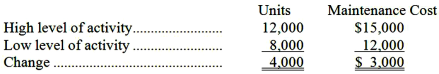 Units Maintenance Cost
High level of activity............................ 12,000 $15,000
Low level of activity ............................ 8,000 12,000
Change .................................................... 4,000 $ 3,000